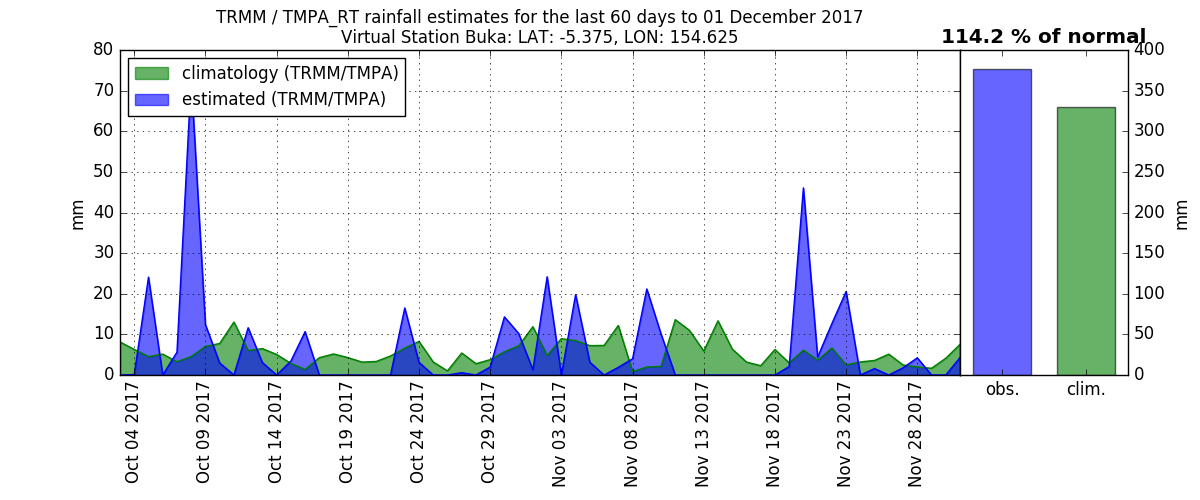 TRMM / TMPA_RT rainfall estimates for the last 60 days to 01 December 2017
Virtual Station Buka: LAT: -5.375, LON: 154.625
114.2 % of normal
climatology (TRMM/TMPA)
estimated (TRMM/TMPA)
80
70
60
50
40
30
20
10
0
mm
400
350
300
250
200
150
100
50
0
mm
Oct 04 2017
Oct 09 2017
Oct 14 2017
Oct 19 2017
Oct 24 2017
Oct 29 2017
Nov 03 2017
Nov 08 2017
Nov 13 2017
Nov 18 2017
Nov 23 2017
Nov 28 2017
obs.
clim.